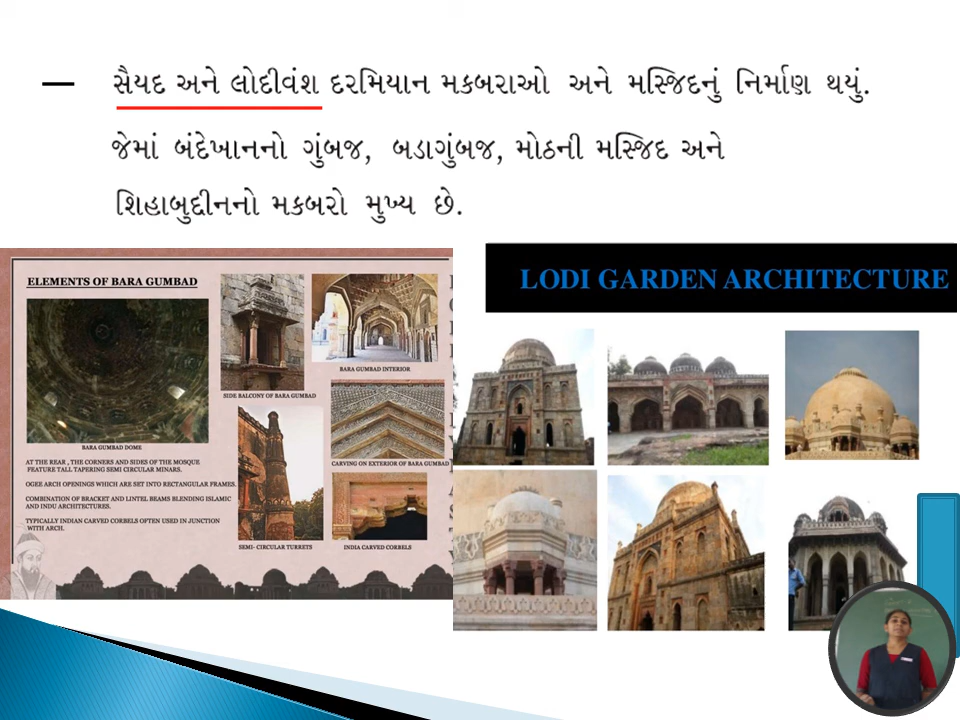 — સૈયદ અને લોદીવંશ દરમિયાન મકબરાઓ અને મસ્જિદનું નિર્માણ થયું.
જેમાં બંદેખાનનો ગુંબજ, બડાગુંબજ, મોઠની મસ્જિદ અને
શિહાબુદ્દીનનો મકબરો મુખ્ય છે.
ELEMENTS OF BARA GUMBAD
BARA GUMBAD DOME
SIDE BALCONY OF BARA GUMBAD
BARA GUMBAD INTERIOR
CARVING ON EXTERIOR OF BARA GUMBAD
AT THE REAR , THE CORNERS AND SIDES OF THE MOSQUE
FEATURE TALL TAPERING SEMI CIRCULAR MINARS.
OGEE ARCH OPENINGS WHICH ARE SET INTO RECTANGULAR FRAMES.
COMBINATION OF BRACKET AND LINTEL BEAMS BLENDING ISLAMIC
AND INDU ARCHITECTURES.
TYPICALLY INDIAN CARVED CORBELS OFTEN USED IN JUNCTION
WITH ARCH.
SEMI- CIRCULAR TURRETS
INDIA CARVED CORBELS
LODI GARDEN ARCHITECTURE